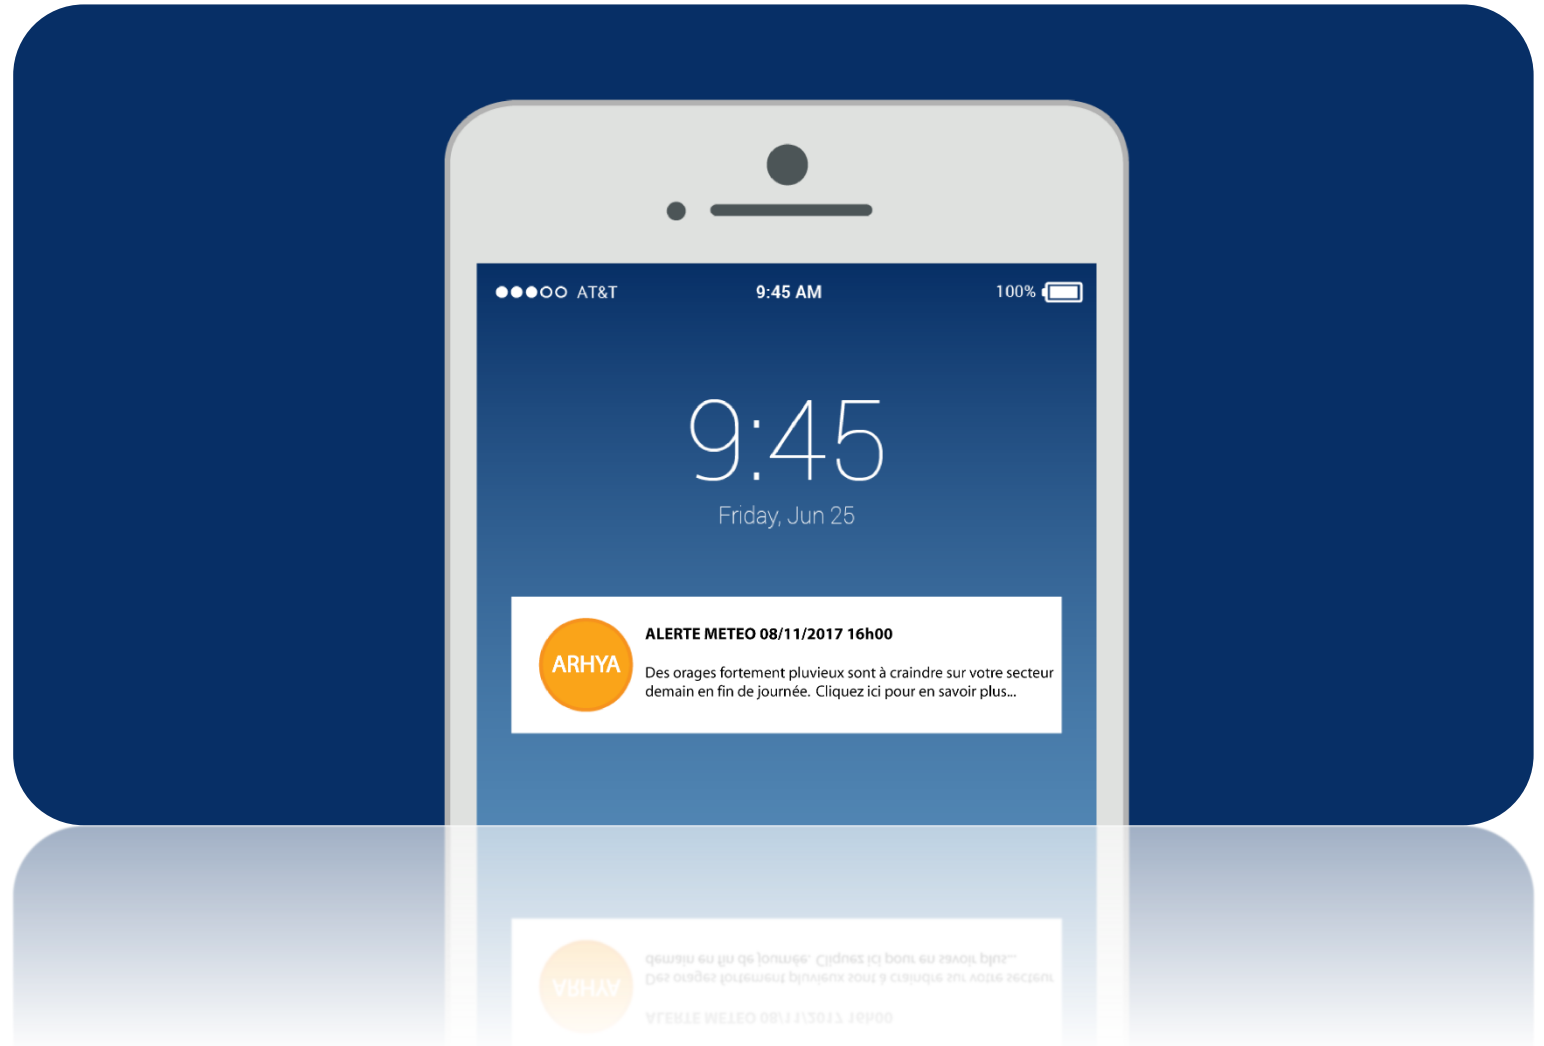 AT&T 9:45 AM 100%
9:45
Friday, Jun 25
ARHYA
ALERTE METEO 08/11/2017 16h00
Des orages fortement pluvieux sont à craindre sur votre secteur
demain en fin de journée. Cliquez ici pour en savoir plus...